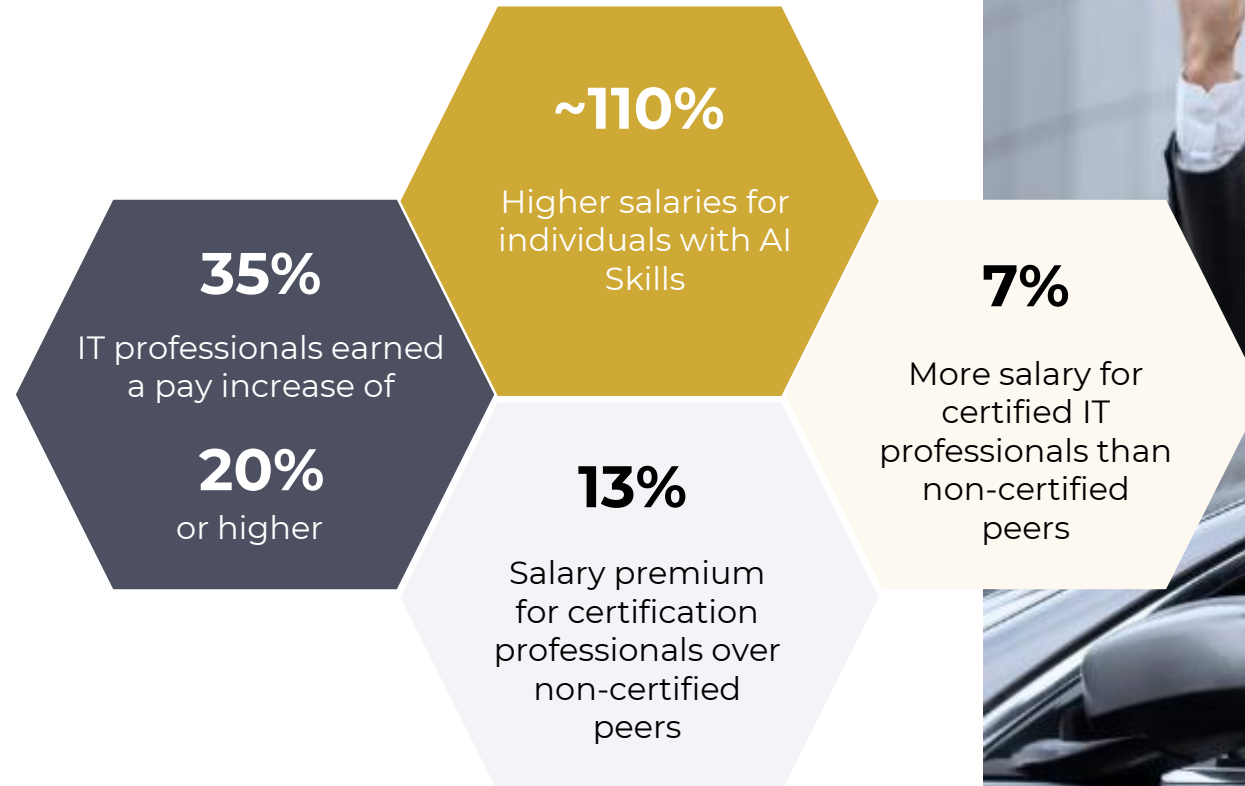 ~110%
Higher salaries for
individuals with AI
Skills
35%
IT professionals earned
a pay increase of
20%
or higher
7%
More salary for
certified IT
professionals than
non-certified
peers
13%
Salary premium
for certification
professionals over
non-certified
peers